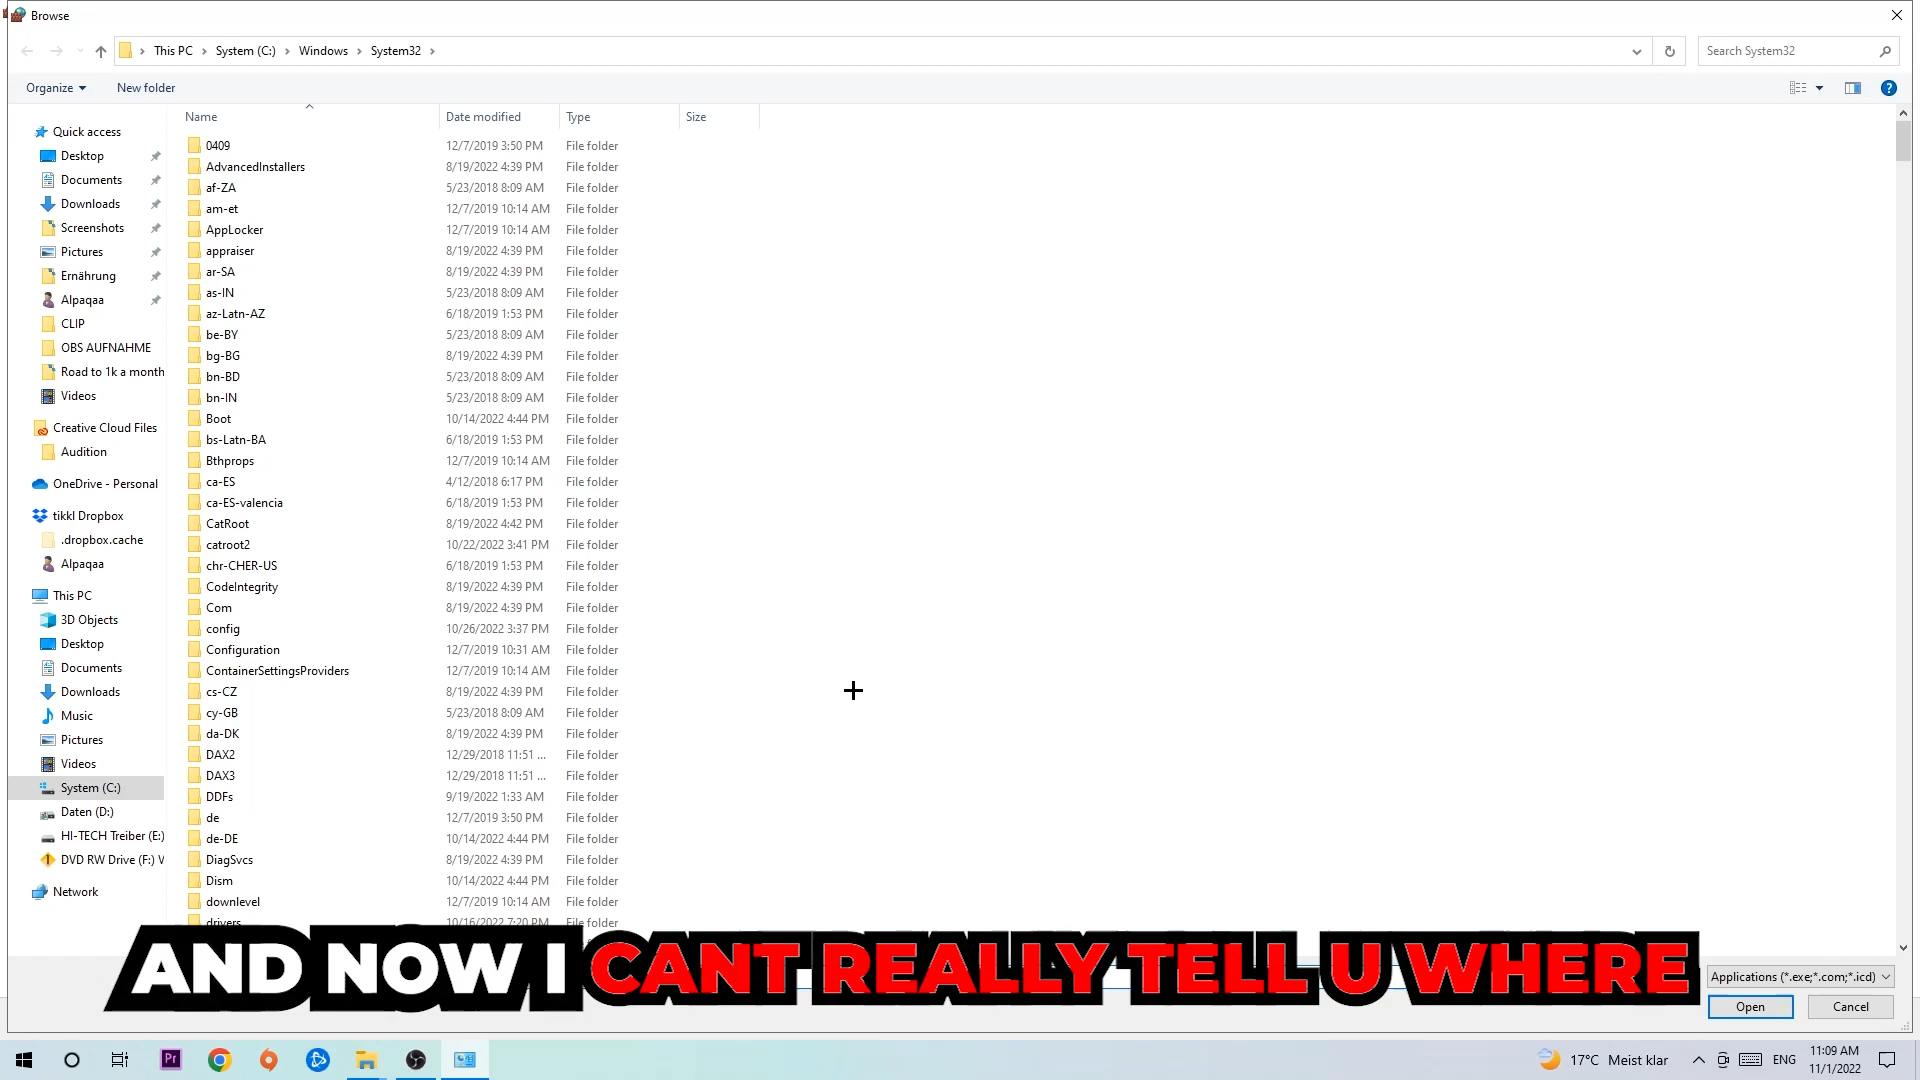 Browse
This PC > System (C:) > Windows > System32 >
Search System32
Organize
New folder
Name
Date modified
Type
Size
Quick access
Desktop
Documents
Downloads
Screenshots
Pictures
Ernährung
Alpaqaa
CLIP
OBS AUFNAHME
Road to 1k a month
Videos
Creative Cloud Files
Audition
OneDrive - Personal
tikkl Dropbox
.dropbox.cache
Alpaqaa
This PC
3D Objects
Desktop
Documents
Downloads
Music
Pictures
Videos
System (C:)
Daten (D:)
HI-TECH Treiber (E:)
DVD RW Drive (F:) V
Network
0409 12/7/2019 3:50 PM File folder
AdvancedInstallers 8/19/2022 4:39 PM File folder
af-ZA 5/23/2018 8:09 AM File folder
am-et 12/7/2019 10:14 AM File folder
AppLocker 12/7/2019 10:14 AM File folder
appraiser 8/19/2022 4:39 PM File folder
ar-SA 8/19/2022 4:39 PM File folder
as-IN 5/23/2018 8:09 AM File folder
az-Latn-AZ 6/18/2019 1:53 PM File folder
be-BY 5/23/2018 8:09 AM File folder
bg-BG 8/19/2022 4:39 PM File folder
bn-BD 5/23/2018 8:09 AM File folder
bn-IN 5/23/2018 8:09 AM File folder
Boot 10/14/2022 4:44 PM File folder
bs-Latn-BA 6/18/2019 1:53 PM File folder
Bthprops 12/7/2019 10:14 AM File folder
ca-ES 4/12/2018 6:17 PM File folder
ca-ES-valencia 6/18/2019 1:53 PM File folder
CatRoot 8/19/2022 4:42 PM File folder
catroot2 10/22/2022 3:41 PM File folder
chr-CHER-US 6/18/2019 1:53 PM File folder
CodeIntegrity 8/19/2022 4:39 PM File folder
Com 8/19/2022 4:39 PM File folder
config 10/26/2022 3:37 PM File folder
Configuration 12/7/2019 10:31 AM File folder
ContainerSettingsProviders 12/7/2019 10:14 AM File folder
cs-CZ 8/19/2022 4:39 PM File folder
cy-GB 5/23/2018 8:09 AM File folder
da-DK 8/19/2022 4:39 PM File folder
DAX2 12/29/2018 11:51 ... File folder
DAX3 12/29/2018 11:51 ... File folder
DDFs 9/19/2022 1:33 AM File folder
de 12/7/2019 3:50 PM File folder
de-DE 10/14/2022 4:44 PM File folder
DiagSvcs 8/19/2022 4:39 PM File folder
Dism 10/14/2022 4:44 PM File folder
downlevel 12/7/2019 10:14 AM File folder
drivers 10/16/2022 7:20 PM File folder
AND NOW I CANT REALLY TELL U WHERE
Applications (*.exe;*.com;*.icd)
Open
Cancel
Pr
17°C Meist klar
ENG
11:09 AM
11/1/2022